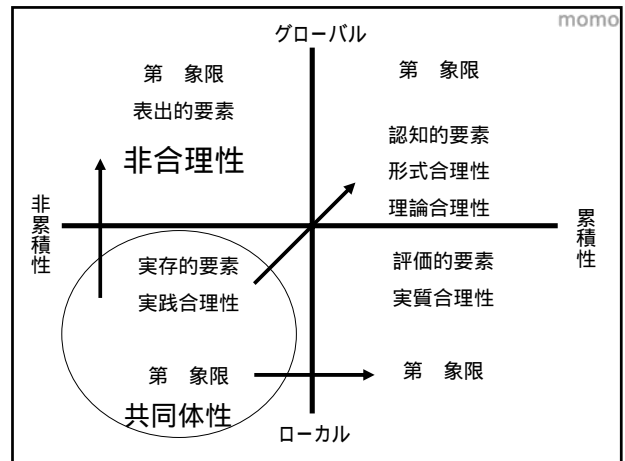 momo
グローバル
第　象限
表出的要素
非合理性
第　象限
認知的要素
形式合理性
理論合理性
非累積性
累積性
実存的要素
実践合理性
第　象限
共同体性
評価的要素
実質合理性
第　象限
ローカル